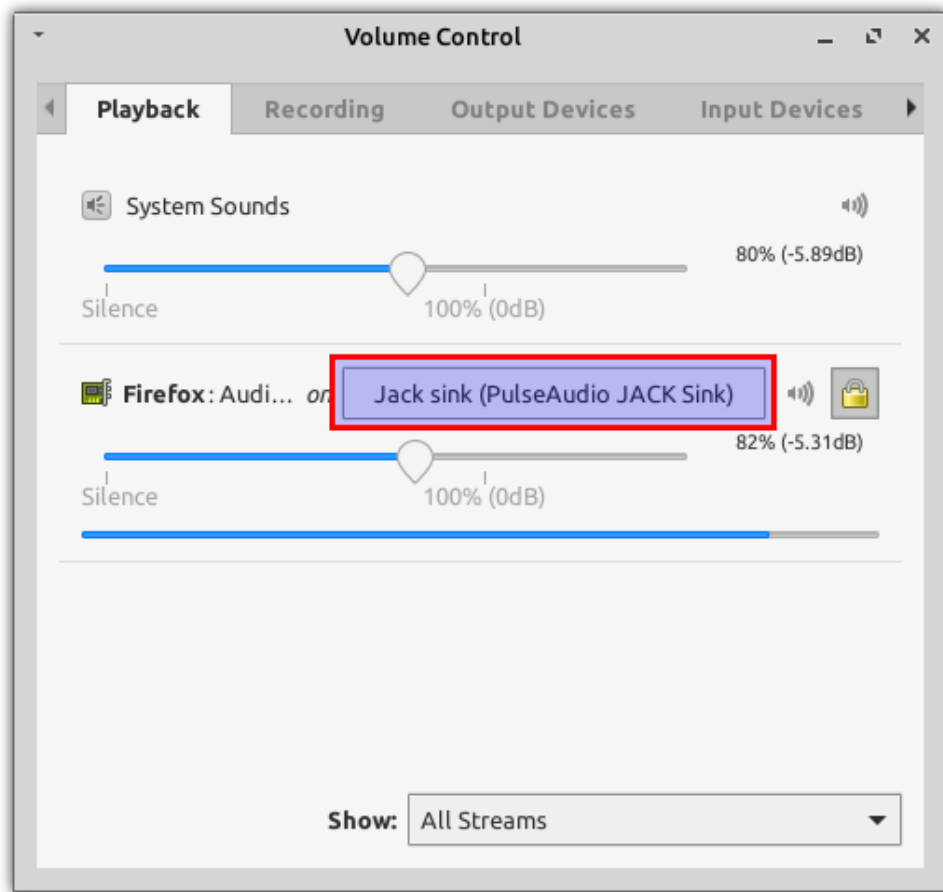 Volume Control
Playback Recording Output Devices Input Devices
System Sounds
80% (-5.89dB)
Silence 100% (0dB)
Firefox: Audi... on Jack sink (PulseAudio JACK Sink)
82% (-5.31dB)
Silence 100% (0dB)
Show: All Streams